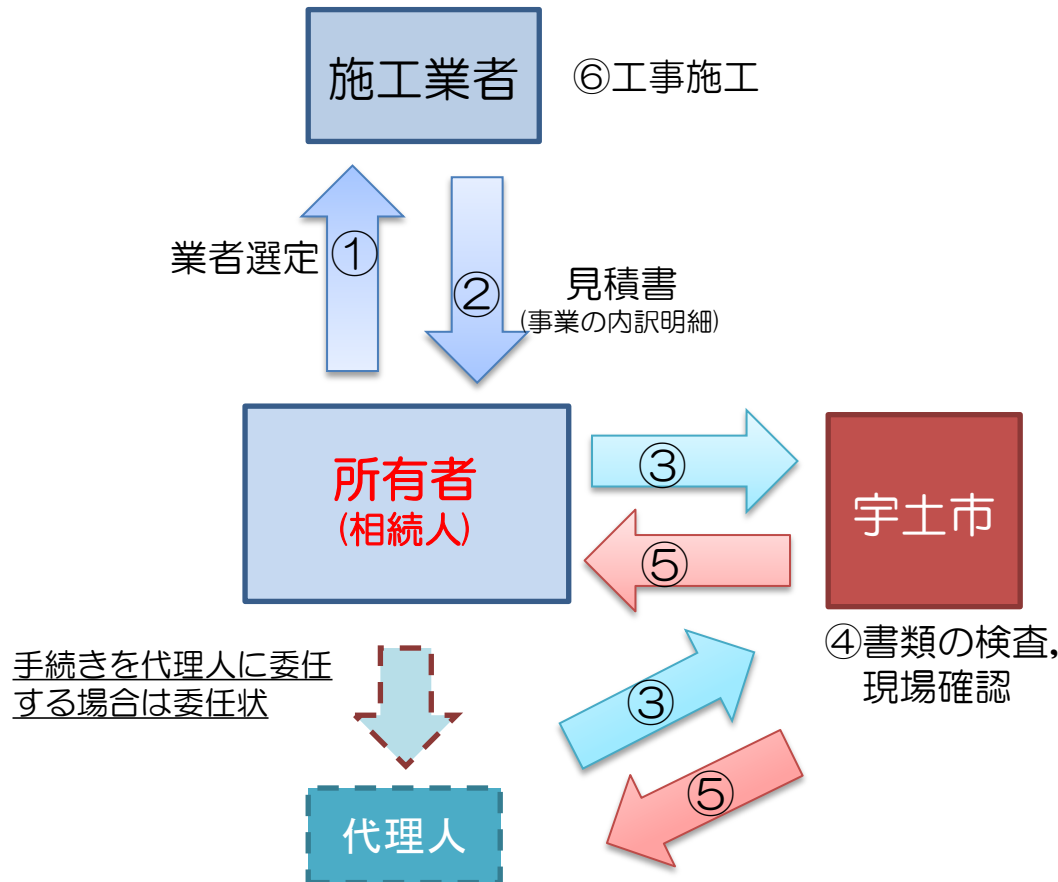 施工業者
⑥工事施工
業者選定
①
②
見積書
(事業の内訳明細)
所有者
(相続人)
③
⑤
宇土市
④書類の検査,
現場確認
手続きを代理人に委任
する場合は委任状
③
⑤
代理人